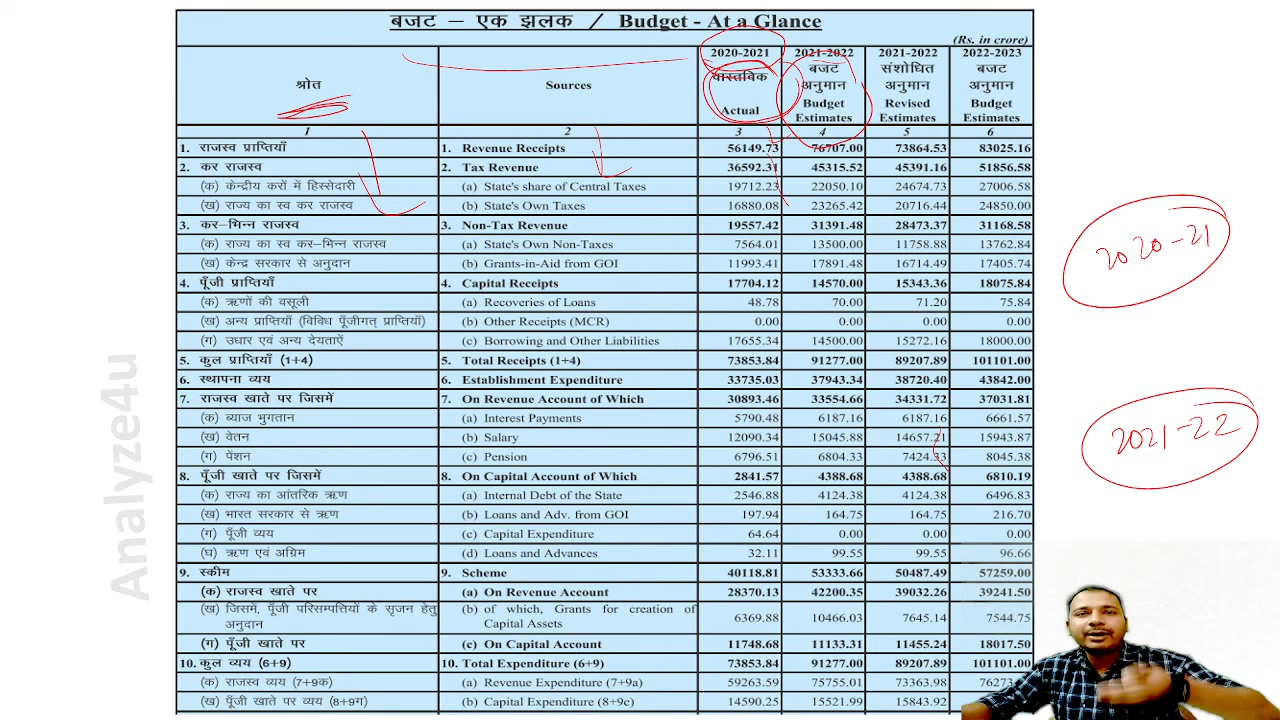 बजट – एक झलक / Budget - At a Glance
(Rs. in crore)
श्रोत Sources 2020-2021 वास्तविक Actual 2021-2022 बजट अनुमान Budget Estimates 2021-2022 संशोधित अनुमान Revised Estimates 2022-2023 बजट अनुमान Budget Estimates
1 2 3 4 5 6
1. राजस्व प्राप्तियाँ 1. Revenue Receipts 56149.73 76707.00 73864.53 83025.16
2. कर राजस्व 2. Tax Revenue 36592.31 45315.52 45391.16 51856.58
(क) केन्द्रीय करों में हिस्सेदारी (a) State's share of Central Taxes 19712.23 22050.10 24674.73 27006.58
(ख) राज्य का स्व कर राजस्व (b) State's Own Taxes 16880.08 23265.42 20716.44 24850.00
3. कर–भिन्न राजस्व 3. Non-Tax Revenue 19557.42 31391.48 28473.37 31168.58
(क) राज्य का स्व कर–भिन्न राजस्व (a) State's Own Non-Taxes 7564.01 13500.00 11758.88 13762.84
(ख) केन्द्र सरकार से अनुदान (b) Grants-in-Aid from GOI 11993.41 17891.48 16714.49 17405.74
4. पूँजी प्राप्तियाँ 4. Capital Receipts 17704.12 14570.00 15343.36 18075.84
(क) ऋणों की वसूली (a) Recoveries of Loans 48.78 70.00 71.20 75.84
(ख) अन्य प्राप्तियाँ (विविध पूँजीगत् प्राप्तियाँ) (b) Other Receipts (MCR) 0.00 0.00 0.00 0.00
(ग) उधार एवं अन्य देयताऐं (c) Borrowing and Other Liabilities 17655.34 14500.00 15272.16 18000.00
5. कुल प्राप्तियाँ (1+4) 5. Total Receipts (1+4) 73853.84 91277.00 89207.89 101101.00
6. स्थापना व्यय 6. Establishment Expenditure 33735.03 37943.34 38720.40 43842.00
7. राजस्व खाते पर जिसमें 7. On Revenue Account of Which 30893.46 33554.66 34331.72 37031.81
(क) ब्याज भुगतान (a) Interest Payments 5790.48 6187.16 6187.16 6661.57
(ख) वेतन (b) Salary 12090.34 15045.88 14657.21 15943.87
(ग) पेंशन (c) Pension 6796.51 6804.33 7424.33 8045.38
8. पूँजी खाते पर जिसमें 8. On Capital Account of Which 2841.57 4388.68 4388.68 6810.19
(क) राज्य का आंतरिक ऋण (a) Internal Debt of the State 2546.88 4124.38 4124.38 6496.83
(ख) भारत सरकार से ऋण (b) Loans and Adv. from GOI 197.94 164.75 164.75 216.70
(ग) पूँजी व्यय (c) Capital Expenditure 64.64 0.00 0.00 0.00
(घ) ऋण एवं अग्रिम (d) Loans and Advances 32.11 99.55 99.55 96.66
9. स्कीम 9. Scheme 40118.81 53333.66 50487.49 57259.00
(क) राजस्व खाते पर (a) On Revenue Account 28370.13 42200.35 39032.26 39241.50
(ख) जिसमें, पूँजी परिसम्पत्तियों के सृजन हेतु अनुदान (b) of which, Grants for creation of Capital Assets 6369.88 10466.03 7645.14 7544.75
(ग) पूँजी खाते पर (c) On Capital Account 11748.68 11133.31 11455.24 18017.50
10. कुल व्यय (6+9) 10. Total Expenditure (6+9) 73853.84 91277.00 89207.89 101101.00
(क) राजस्व व्यय (7+9क) (a) Revenue Expenditure (7+9a) 59263.59 75755.01 73363.98
(ख) पूँजी खाते पर व्यय (8+9ग) (b) Capital Expenditure (8+9c) 14590.25 15521.99 15843.92
2020-21
2021-22
Analyze4u